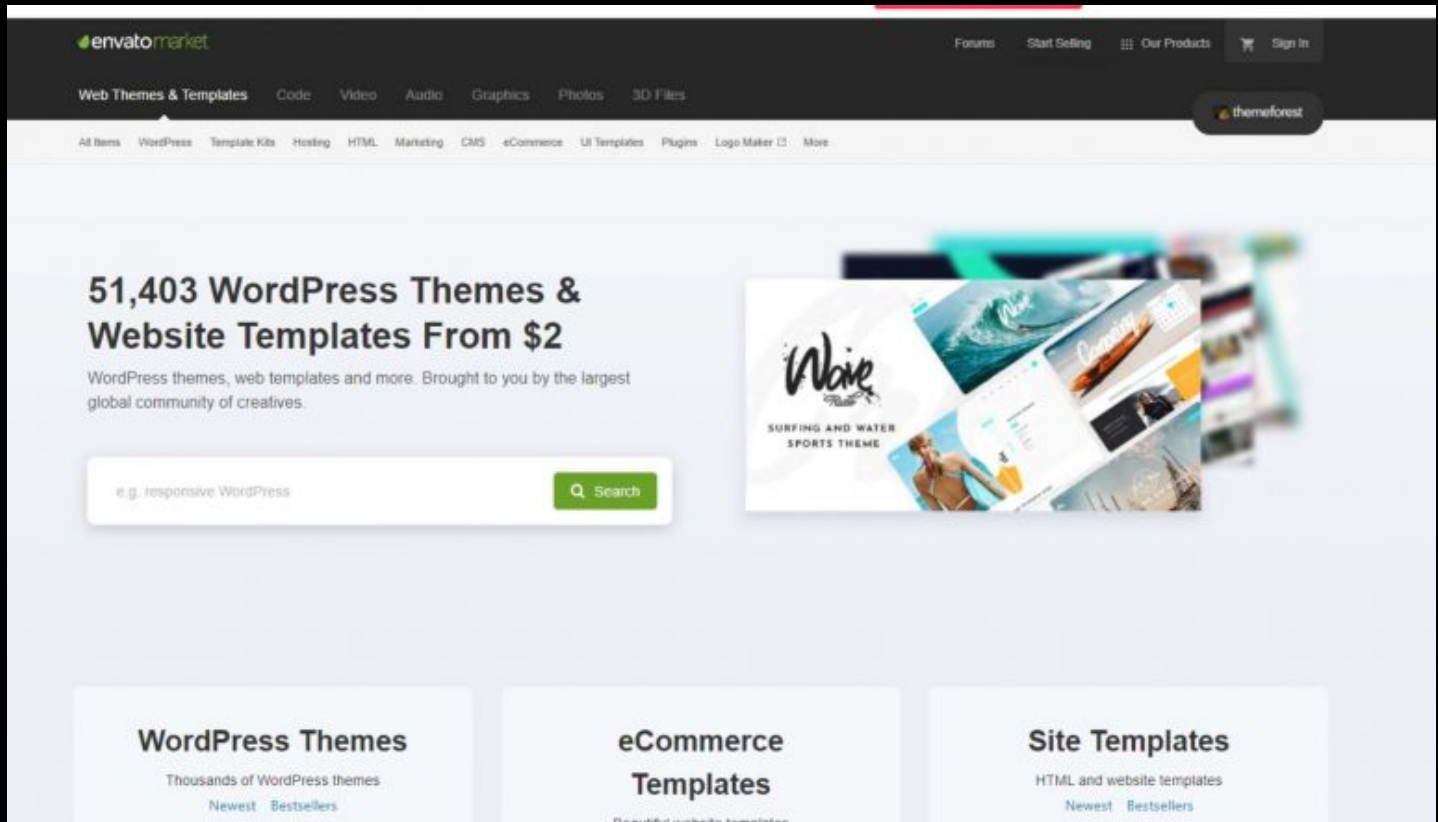 envatomarket
Forums Start Selling Our Products Sign In
Web Themes & Templates Code Video Audio Graphics Photos 3D Files
themeforest
All Items WordPress Template Kits Hosting HTML Marketing CMS eCommerce UI Templates Plugins Logo Maker More
51,403 WordPress Themes &
Website Templates From $2
WordPress themes, web templates and more. Brought to you by the largest
global community of creatives.
e.g. responsive WordPress
Search
Wave
SURFING AND WATER
SPORTS THEME
WordPress Themes
Thousands of WordPress themes
Newest Bestsellers
eCommerce
Templates
Beautiful website templates
Site Templates
HTML and website templates
Newest Bestsellers